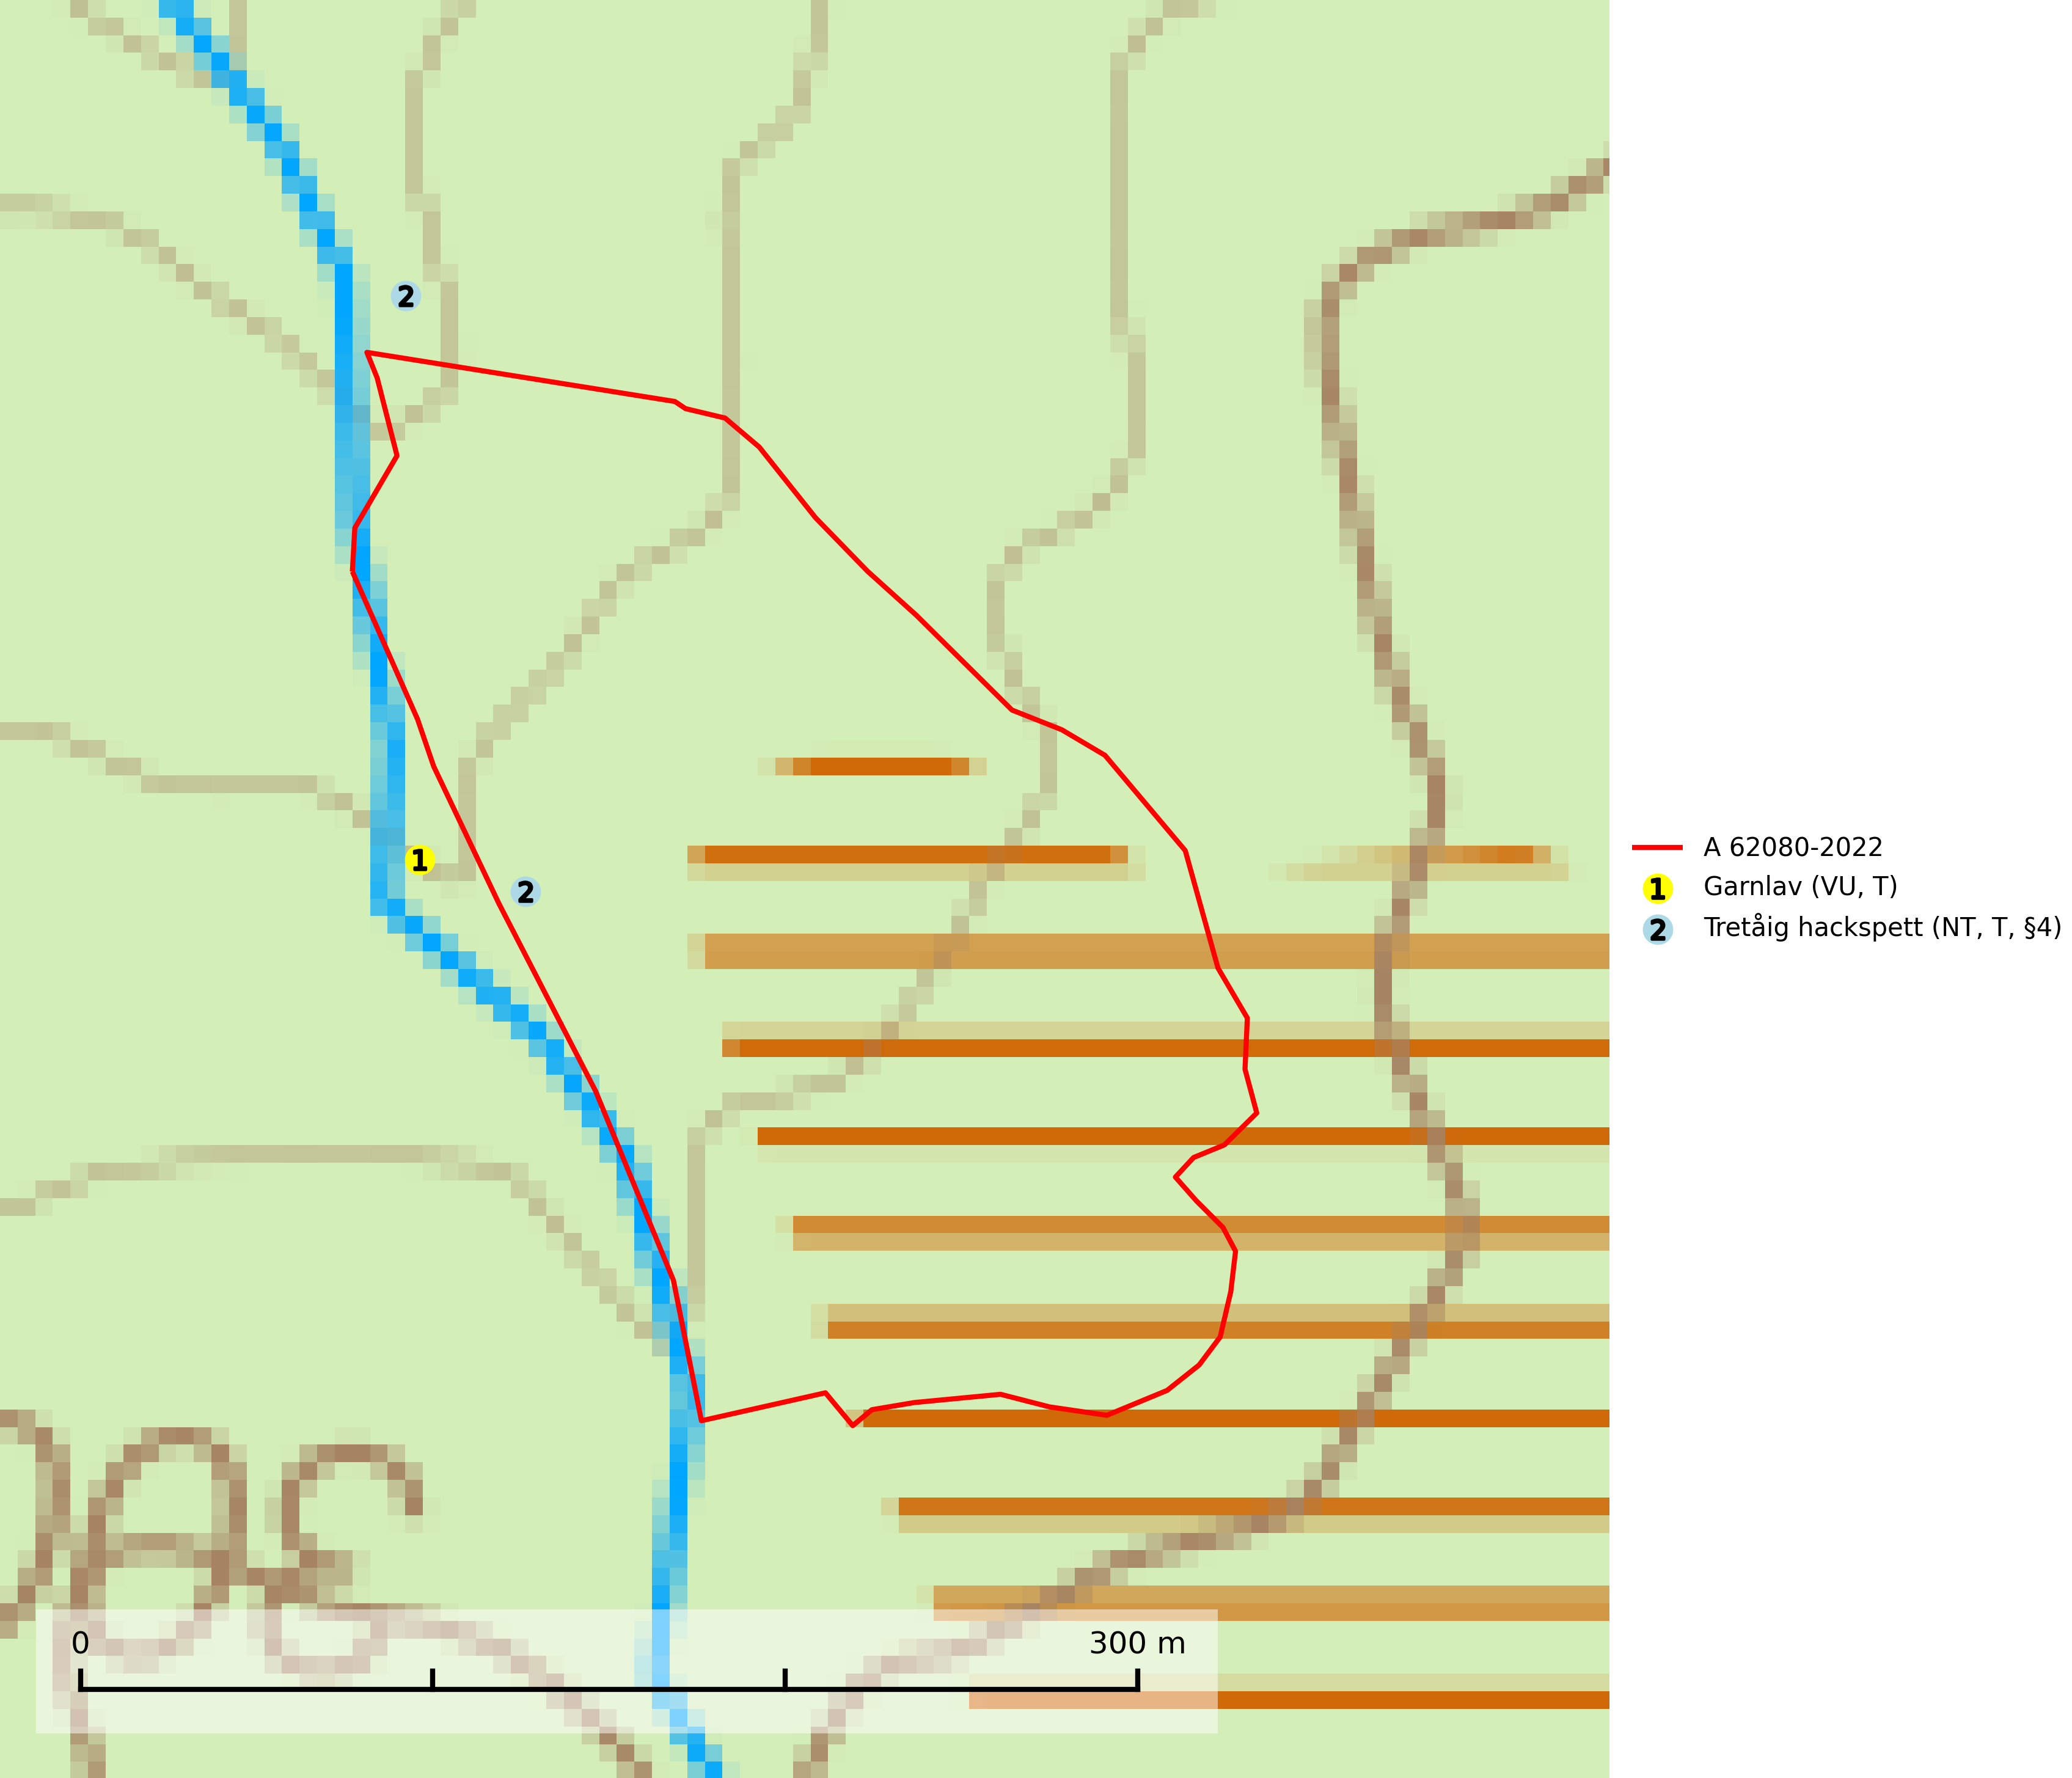 2
1
2
0 300 m
A 62080-2022
1 Garnlav (VU, T)
2 Tretåig hackspett (NT, T, §4)